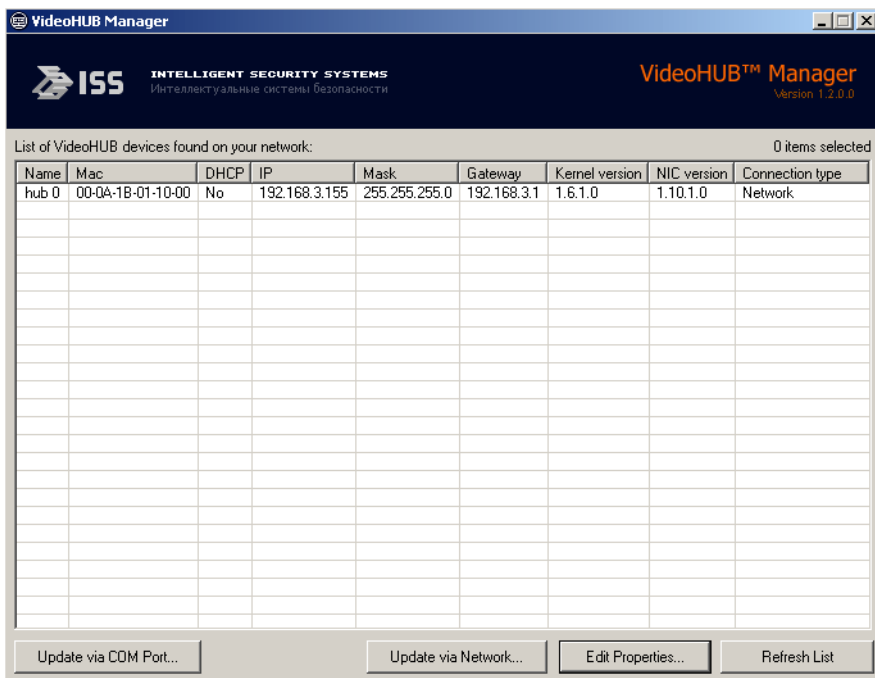 VideoHUB Manager
ISS
INTELLIGENT SECURITY SYSTEMS
Интеллектуальные системы безопасности
VideoHUB™ Manager
Version 1.2.0.0
List of VideoHUB devices found on your network: 0 items selected
Name Mac DHCP IP Mask Gateway Kernel version NIC version Connection type
hub 0 00-0A-1B-01-10-00 No 192.168.3.155 255.255.255.0 192.168.3.1 1.6.1.0 1.10.1.0 Network
Update via COM Port... Update via Network... Edit Properties... Refresh List